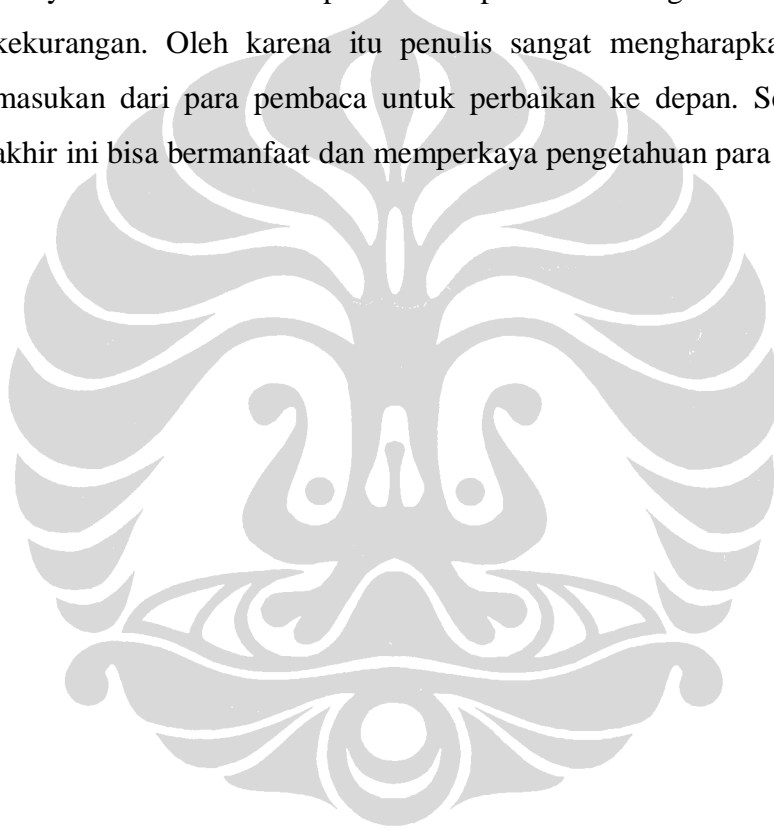 kekurangan. Oleh karena itu penulis sangat mengharapka
masukan dari para pembaca untuk perbaikan ke depan. Se
akhir ini bisa bermanfaat dan memperkaya pengetahuan para